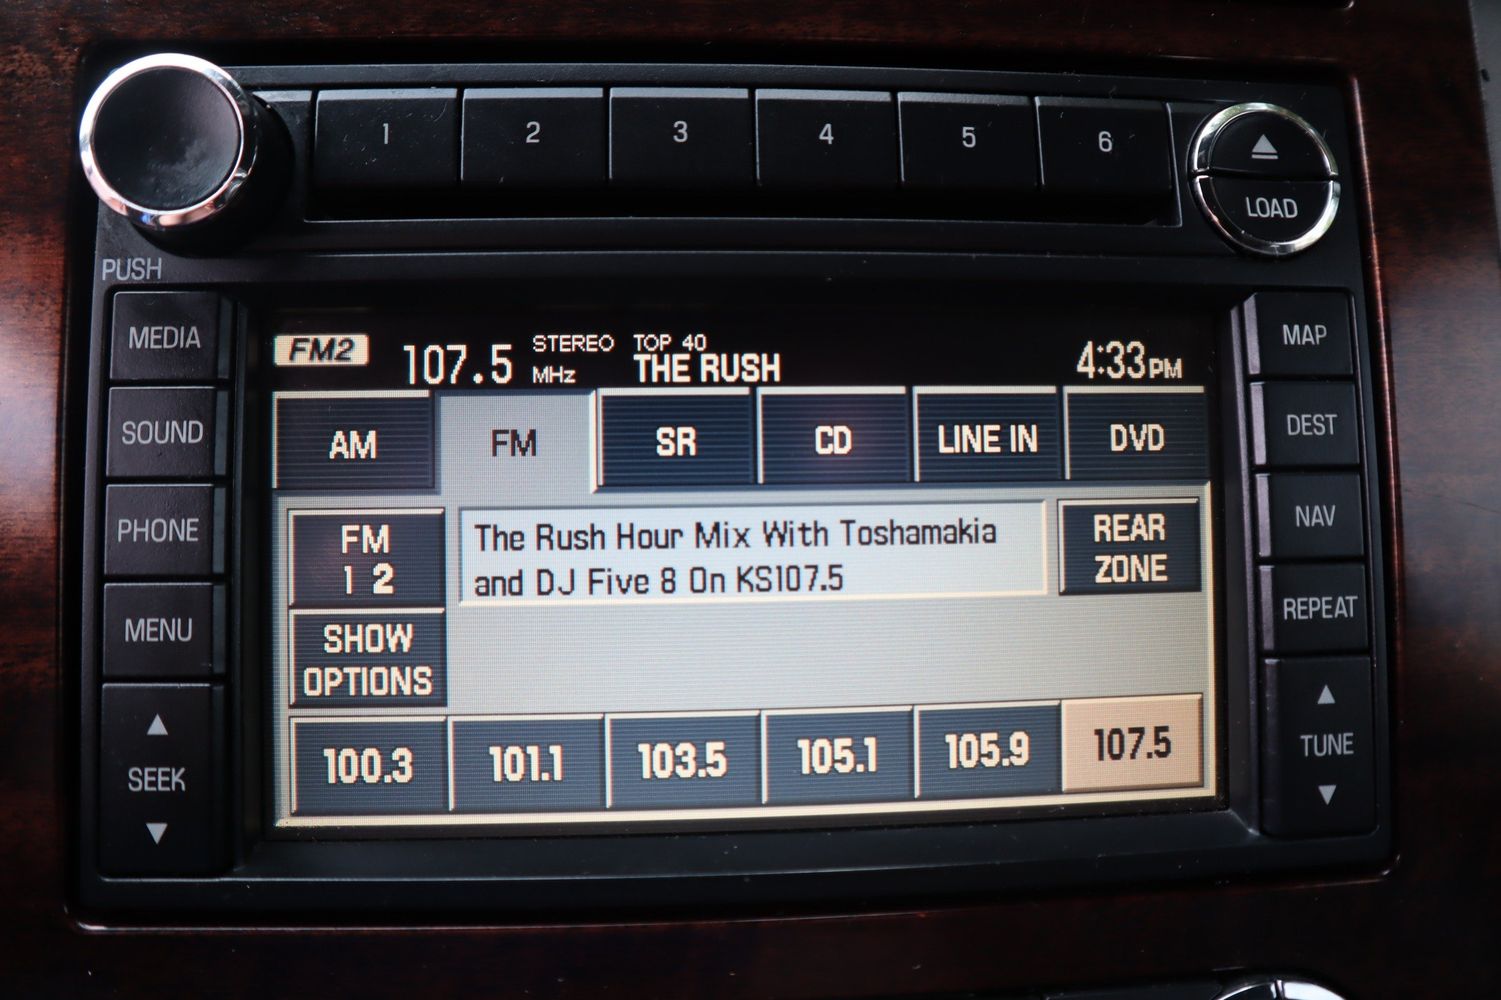 1 2 3 4 5 6
LOAD
PUSH
MEDIA
SOUND
PHONE
MENU
SEEK
FM2 107.5 STEREO MHz TOP 40 THE RUSH 4:33PM
AM FM SR CD LINE IN DVD
FM
1 2
The Rush Hour Mix With Toshamakia
and DJ Five 8 On KS107.5
REAR
ZONE
SHOW
OPTIONS
100.3 101.1 103.5 105.1 105.9 107.5
MAP
DEST
NAV
REPEAT
TUNE